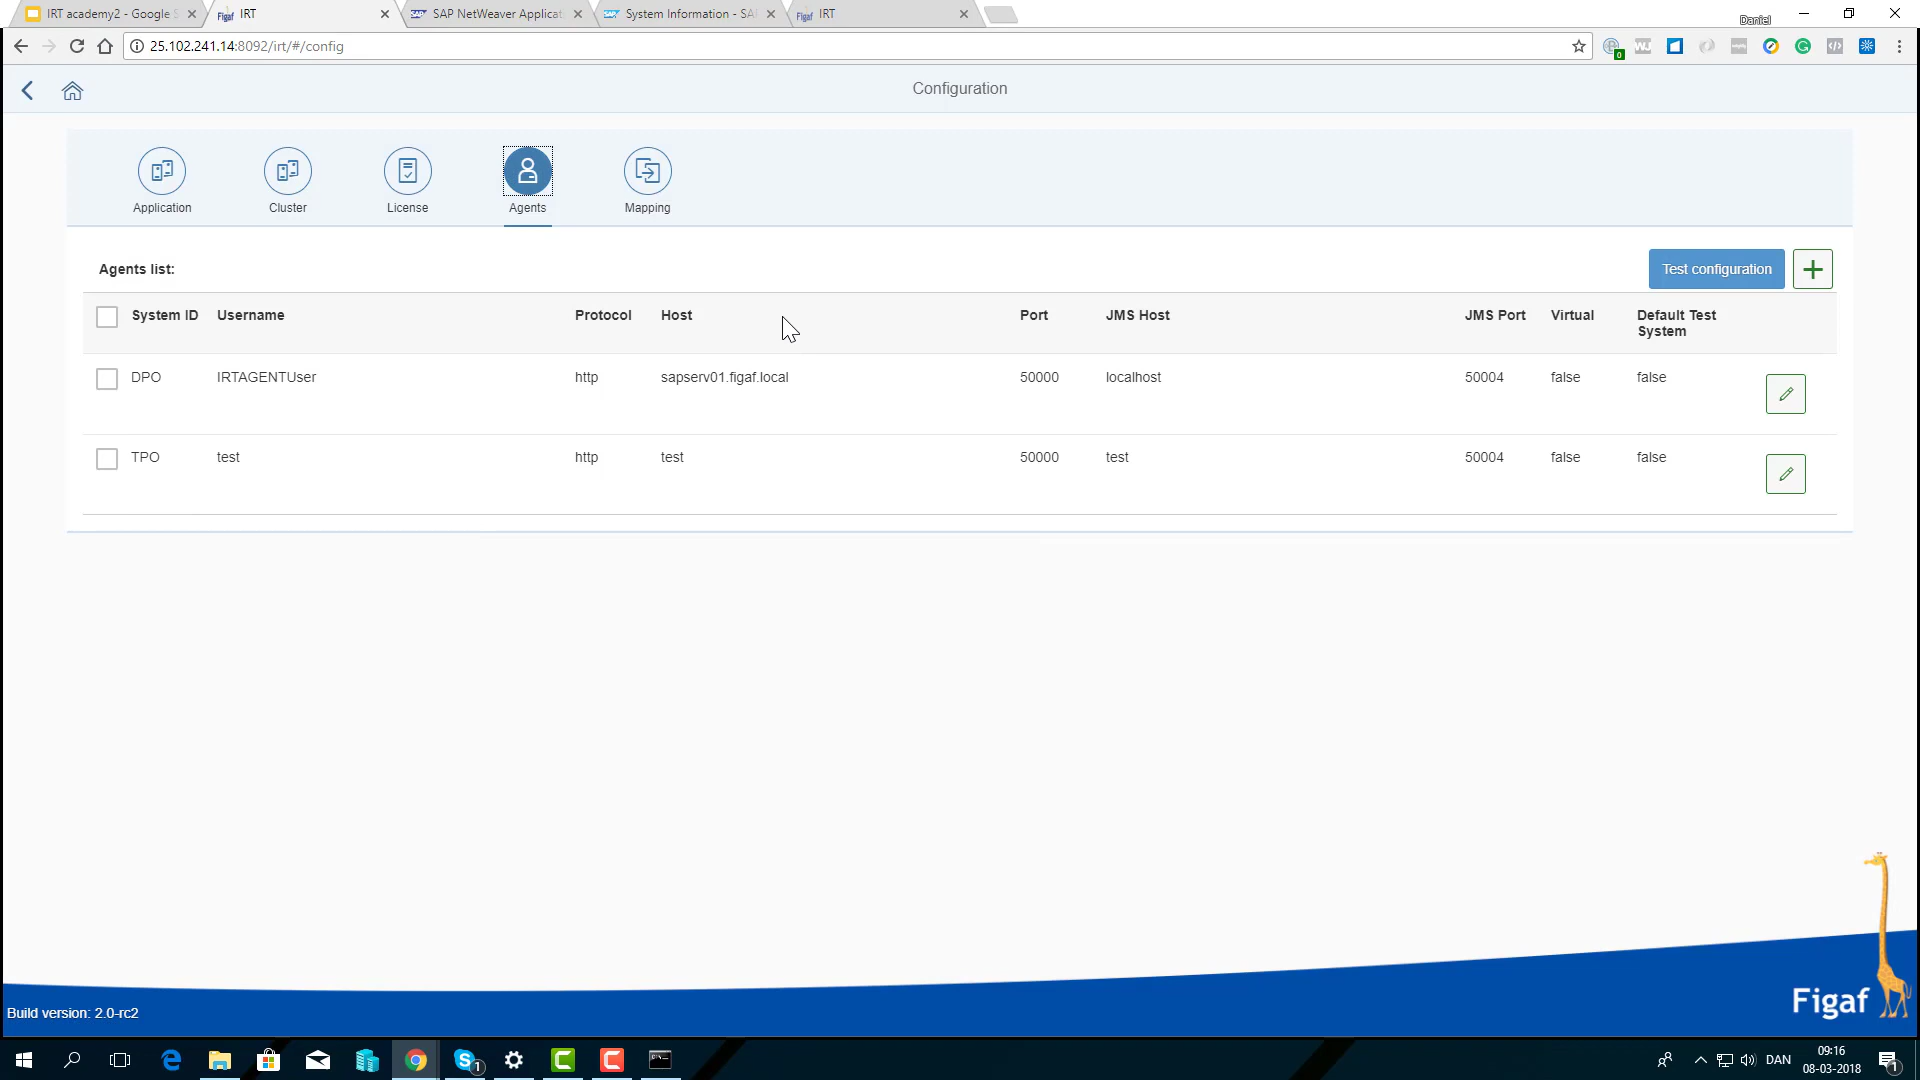 IRT academy2 - Google S
IRT
SAP NetWeaver Applicat
System Information - SA
IRT
Daniel
25.102.241.14:8092/irt/#/config
0
Configuration
Application
Cluster
License
Agents
Mapping
Agents list:
Test configuration
System ID Username Protocol Host Port JMS Host JMS Port Virtual Default Test System
DPO IRTAGENTUser http sapserv01.figaf.local 50000 localhost 50004 false false
TPO test http test 50000 test 50004 false false
Figaf
Build version: 2.0-rc2
DAN
09:16
08-03-2018